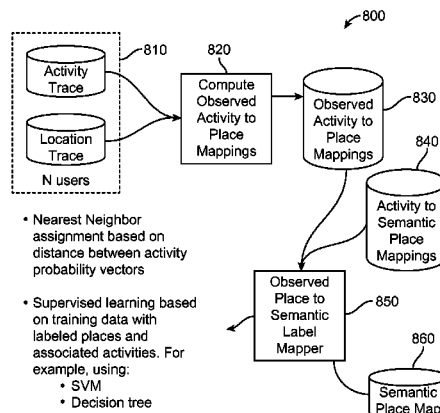 800
810
820
Activity
Trace
Location
Trace
N users
Compute
Observed
Activity to
Place
Mappings
Observed
Activity to
Place
Mappings
830
840
Activity to
Semantic
Place
Mappings
• Nearest Neighbor
assignment based on
distance between activity
probability vectors
• Supervised learning based
on training data with
labeled places and
associated activities. For
example, using:
• SVM
• Decision tree
Observed
Place to
Semantic
Label
Mapper
850
860
Semantic
Place Map